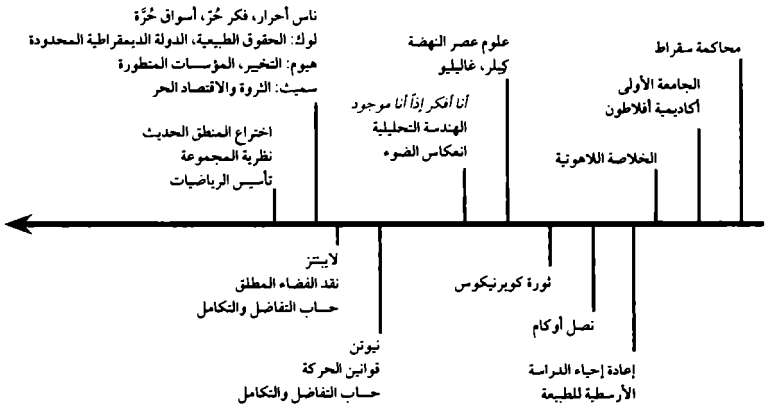 محاكمة سقراط
الجامعة الأولى
أكاديمية أفلاطون
الخلاصة اللاهوتية
إعادة إحياء الدراسة
الأرسطية للطبيعة
نصل أوكام
ثورة كوبرنيكوس
علوم عصر النهضة
كپلر، غاليليو
أنا أفكر إذاً أنا موجود
الهندسة التحليلية
انعكاس الضوء
نيوتن
قوانين الحركة
حساب التفاضل والتكامل
لايبنتز
نقد الفضاء المطلق
حساب التفاضل والتكامل
ناس أحرار، فكر حُرّ، أسواق حُرَّة
لوك: الحقوق الطبيعية، الدولة الديمقراطية المحدودة
هيوم: التخيير، المؤسسات المتطورة
سميث: الثروة والاقتصاد الحر
اختراع المنطق الحديث
نظرية المجموعة
تأسيس الرياضيات